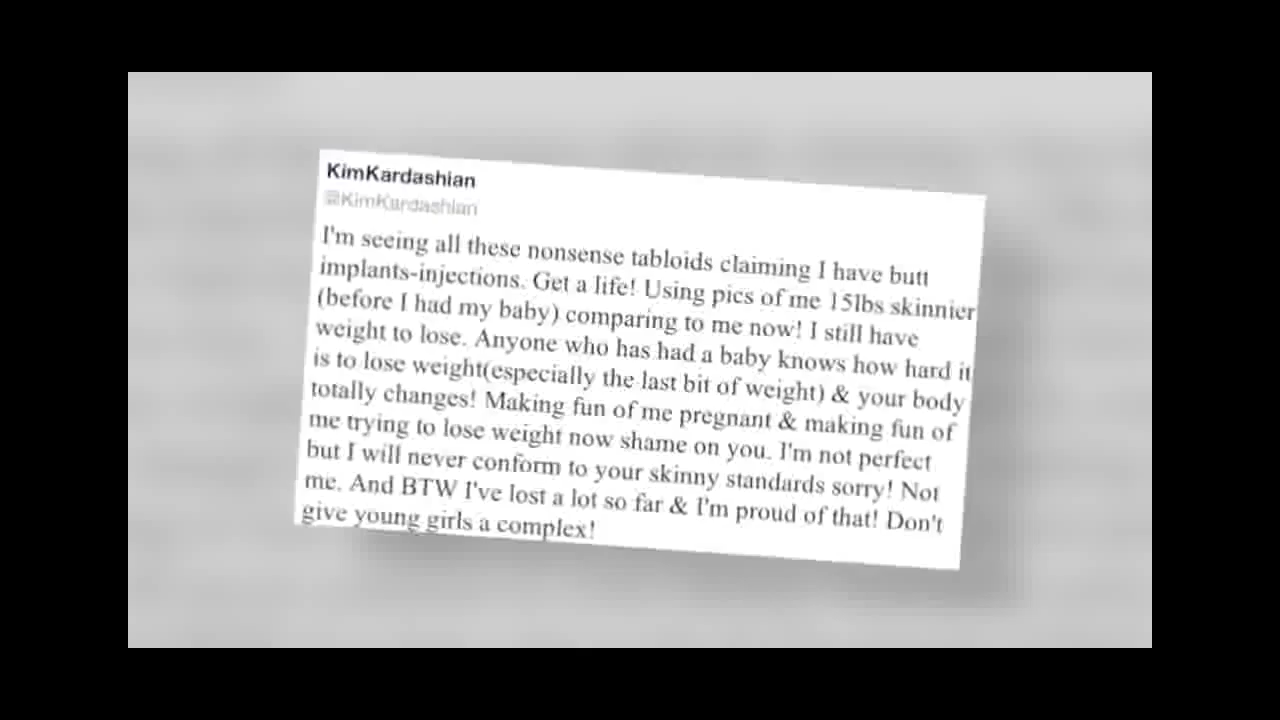 KimKardashian
@KimKardashian
I'm seeing all these nonsense tabloids claiming I have butt
implants-injections. Get a life! Using pics of me 15lbs skinnier
(before I had my baby) comparing to me now! I still have
weight to lose. Anyone who has had a baby knows how hard it
is to lose weight(especially the last bit of weight) & your body
totally changes! Making fun of me pregnant & making fun of
me trying to lose weight now shame on you. I'm not perfect
but I will never conform to your skinny standards sorry! Not
me. And BTW I've lost a lot so far & I'm proud of that! Don't
give young girls a complex!